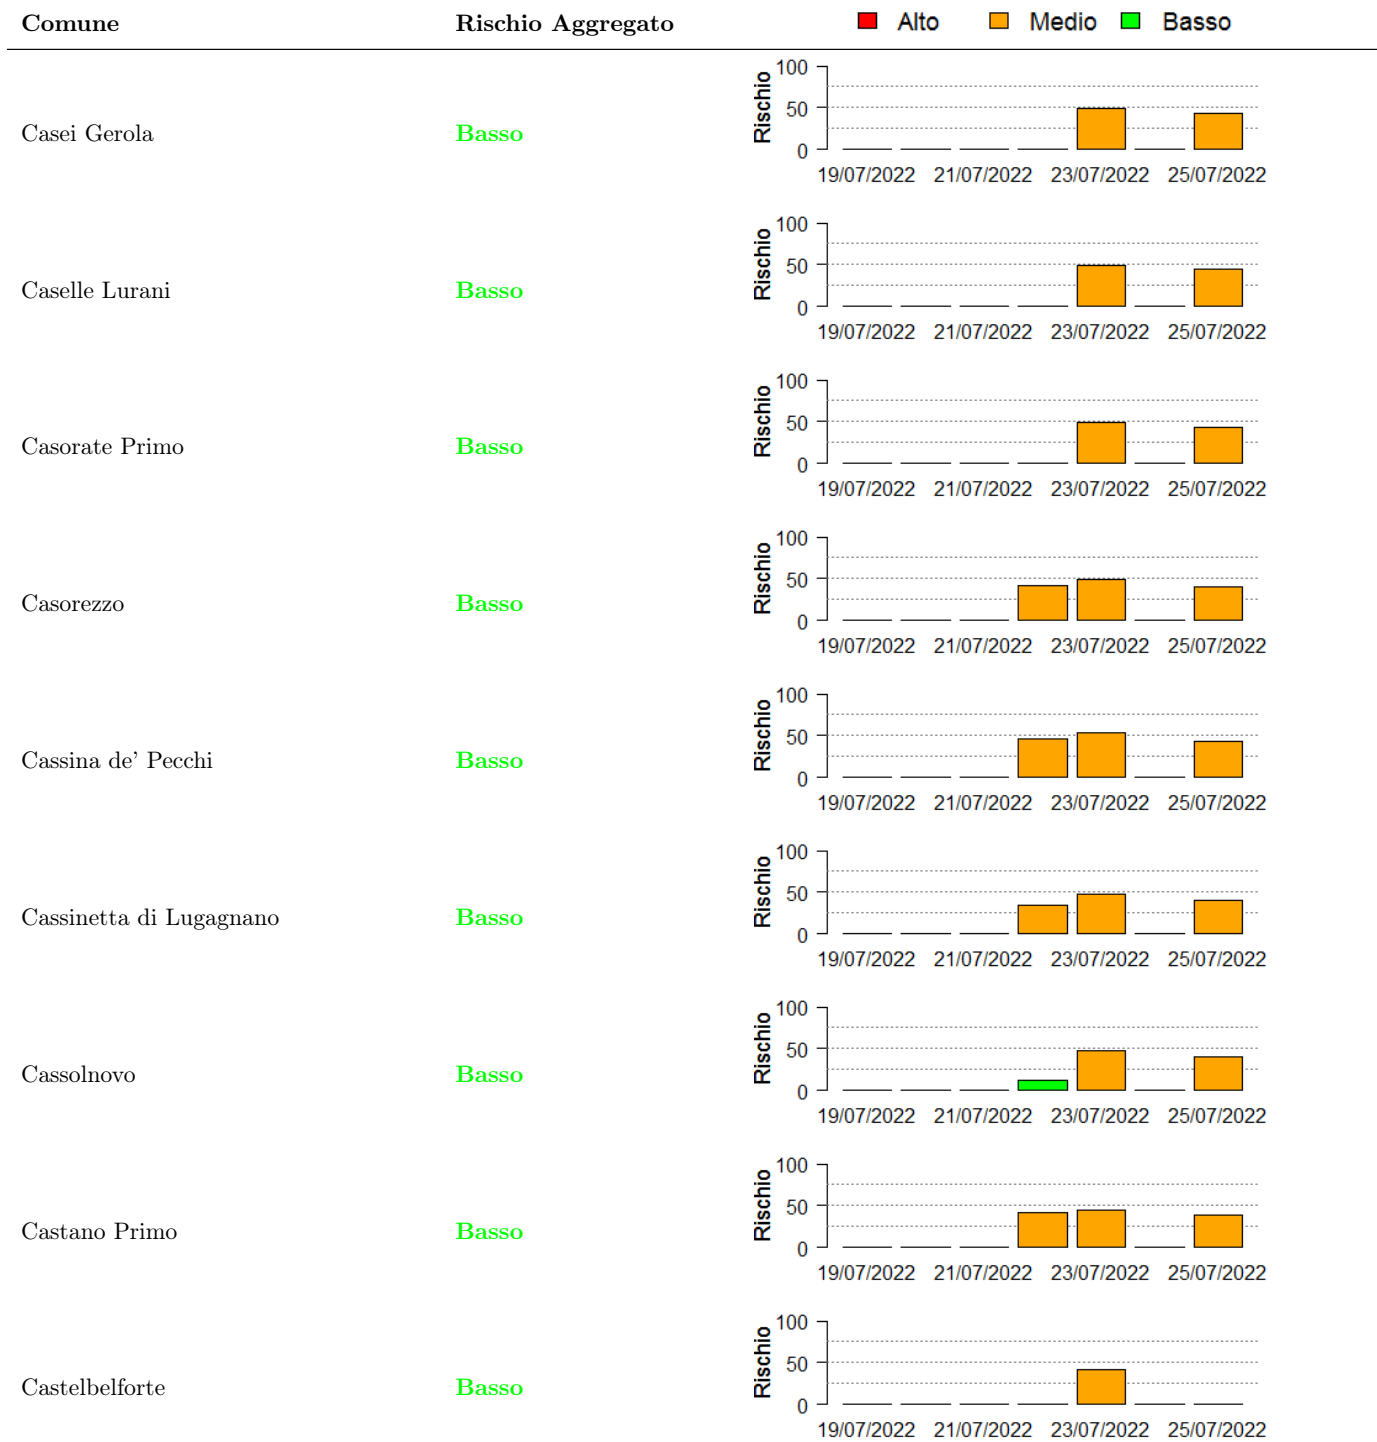 Comune Rischio Aggregato Alto Medio Basso
Casei Gerola Basso Rischio 100 50 0
19/07/2022 21/07/2022 23/07/2022 25/07/2022
Caselle Lurani Basso Rischio 100 50 0
19/07/2022 21/07/2022 23/07/2022 25/07/2022
Casorate Primo Basso Rischio 100 50 0
19/07/2022 21/07/2022 23/07/2022 25/07/2022
Casorezzo Basso Rischio 100 50 0
19/07/2022 21/07/2022 23/07/2022 25/07/2022
Cassina de' Pecchi Basso Rischio 100 50 0
19/07/2022 21/07/2022 23/07/2022 25/07/2022
Cassinetta di Lugagnano Basso Rischio 100 50 0
19/07/2022 21/07/2022 23/07/2022 25/07/2022
Cassolnovo Basso Rischio 100 50 0
19/07/2022 21/07/2022 23/07/2022 25/07/2022
Castano Primo Basso Rischio 100 50 0
19/07/2022 21/07/2022 23/07/2022 25/07/2022
Castelbelforte Basso Rischio 100 50 0
19/07/2022 21/07/2022 23/07/2022 25/07/2022